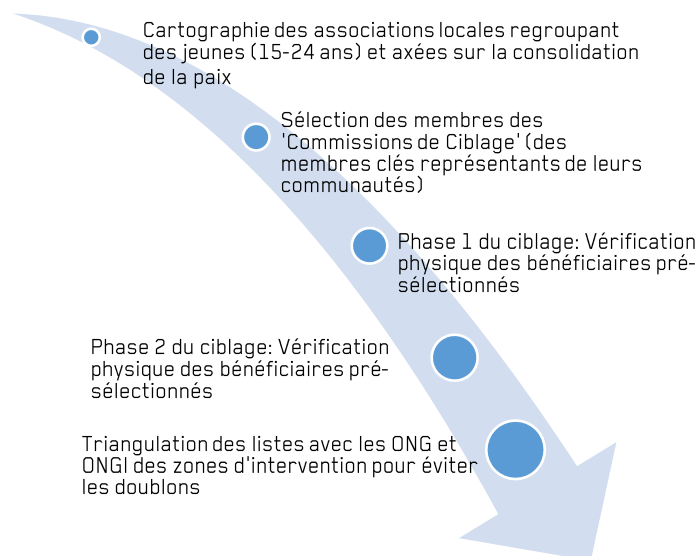 Cartographie des associations locales regroupant
des jeunes (15-24 ans) et axées sur la consolidation
de la paix
Sélection des membres des
'Commissions de Ciblage' (des
membres clés représentants de leurs
communautés)
Phase 1 du ciblage: Vérification
physique des bénéficiaires pré-
sélectionnés
Phase 2 du ciblage: Vérification
physique des bénéficiaires pré-
sélectionnés
Triangulation des listes avec les ONG et
ONGI des zones d'intervention pour éviter
les doublons